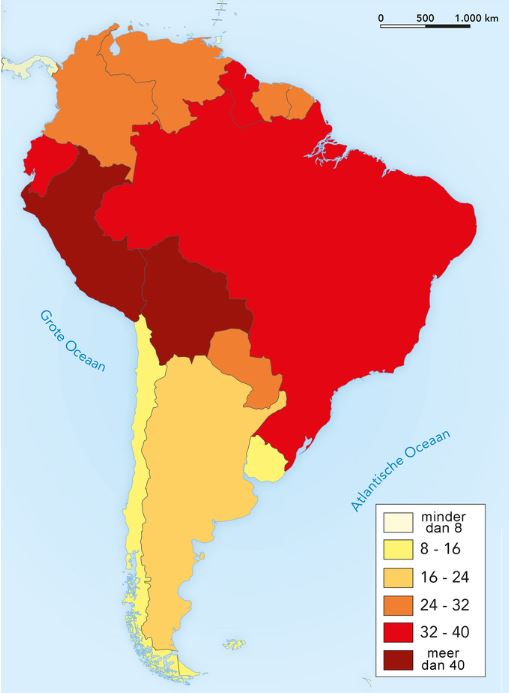 0 500 1.000 km
Grote Oceaan
Atlantische Oceaan
minder
dan 8
8 - 16
16 - 24
24 - 32
32 - 40
meer
dan 40